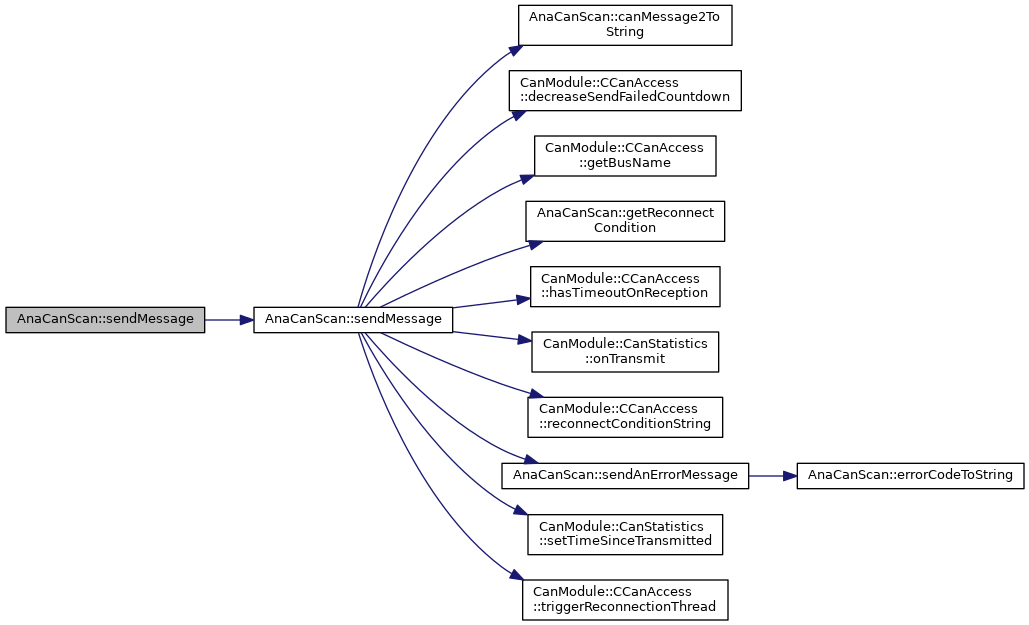 AnaCanScan::canMessage2To
String
CanModule::CCanAccess
::decreaseSendFailedCountdown
CanModule::CCanAccess
::getBusName
AnaCanScan::getReconnect
Condition
CanModule::CCanAccess
::hasTimeoutOnReception
AnaCanScan::sendMessage
AnaCanScan::sendMessage
CanModule::CanStatistics
::onTransmit
CanModule::CCanAccess
::reconnectConditionString
AnaCanScan::sendAnErrorMessage
AnaCanScan::errorCodeToString
CanModule::CanStatistics
::setTimeSinceTransmitted
CanModule::CCanAccess
::triggerReconnectionThread